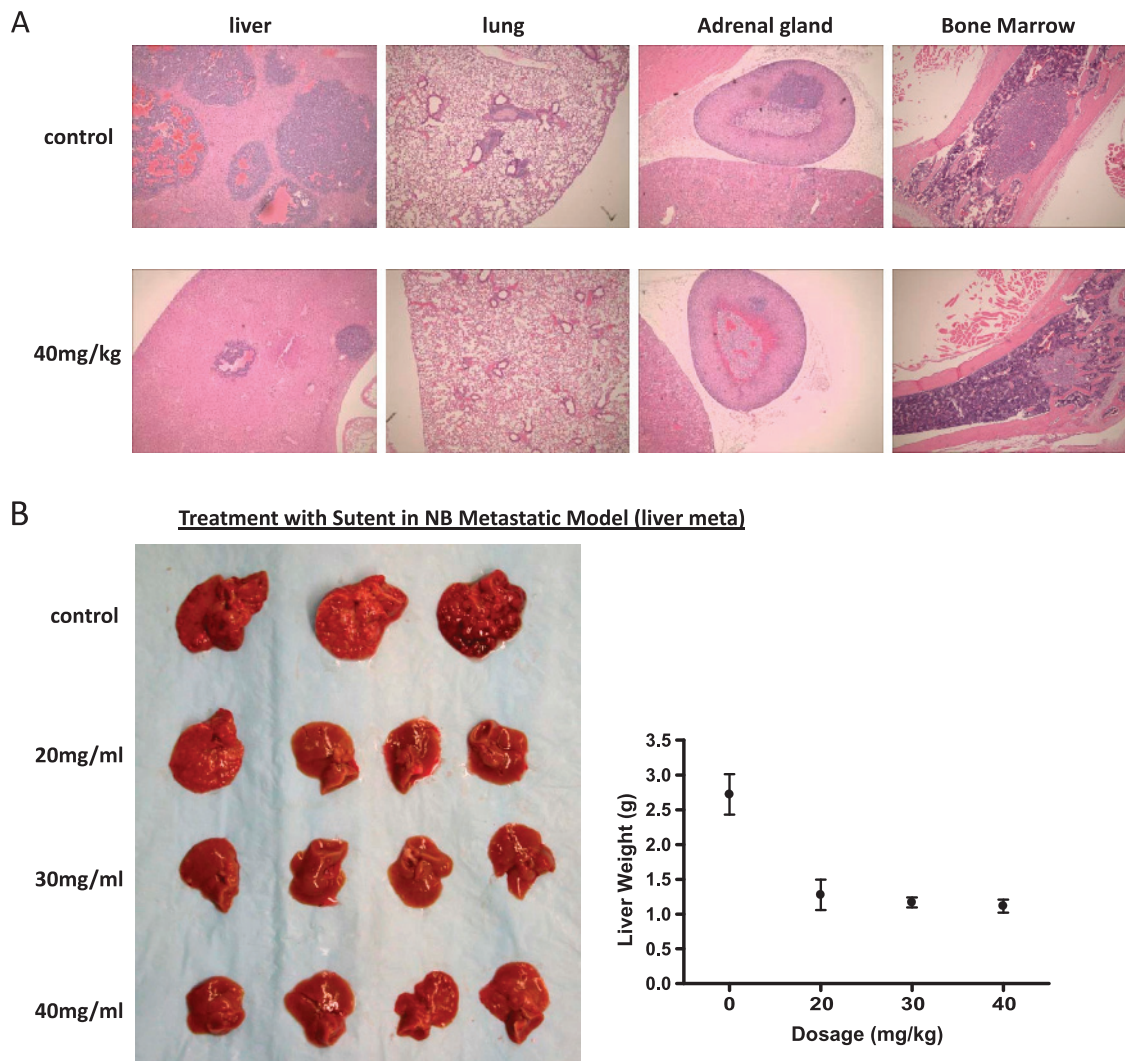 A
liver lung Adrenal gland Bone Marrow
control
40mg/kg
B
Treatment with Sutent in NB Metastatic Model (liver meta)
control
20mg/ml
30mg/ml
40mg/ml
3.5
3.0
2.5
2.0
1.5
1.0
0.5
0.0
Liver Weight (g)
0 20 30 40
Dosage (mg/kg)